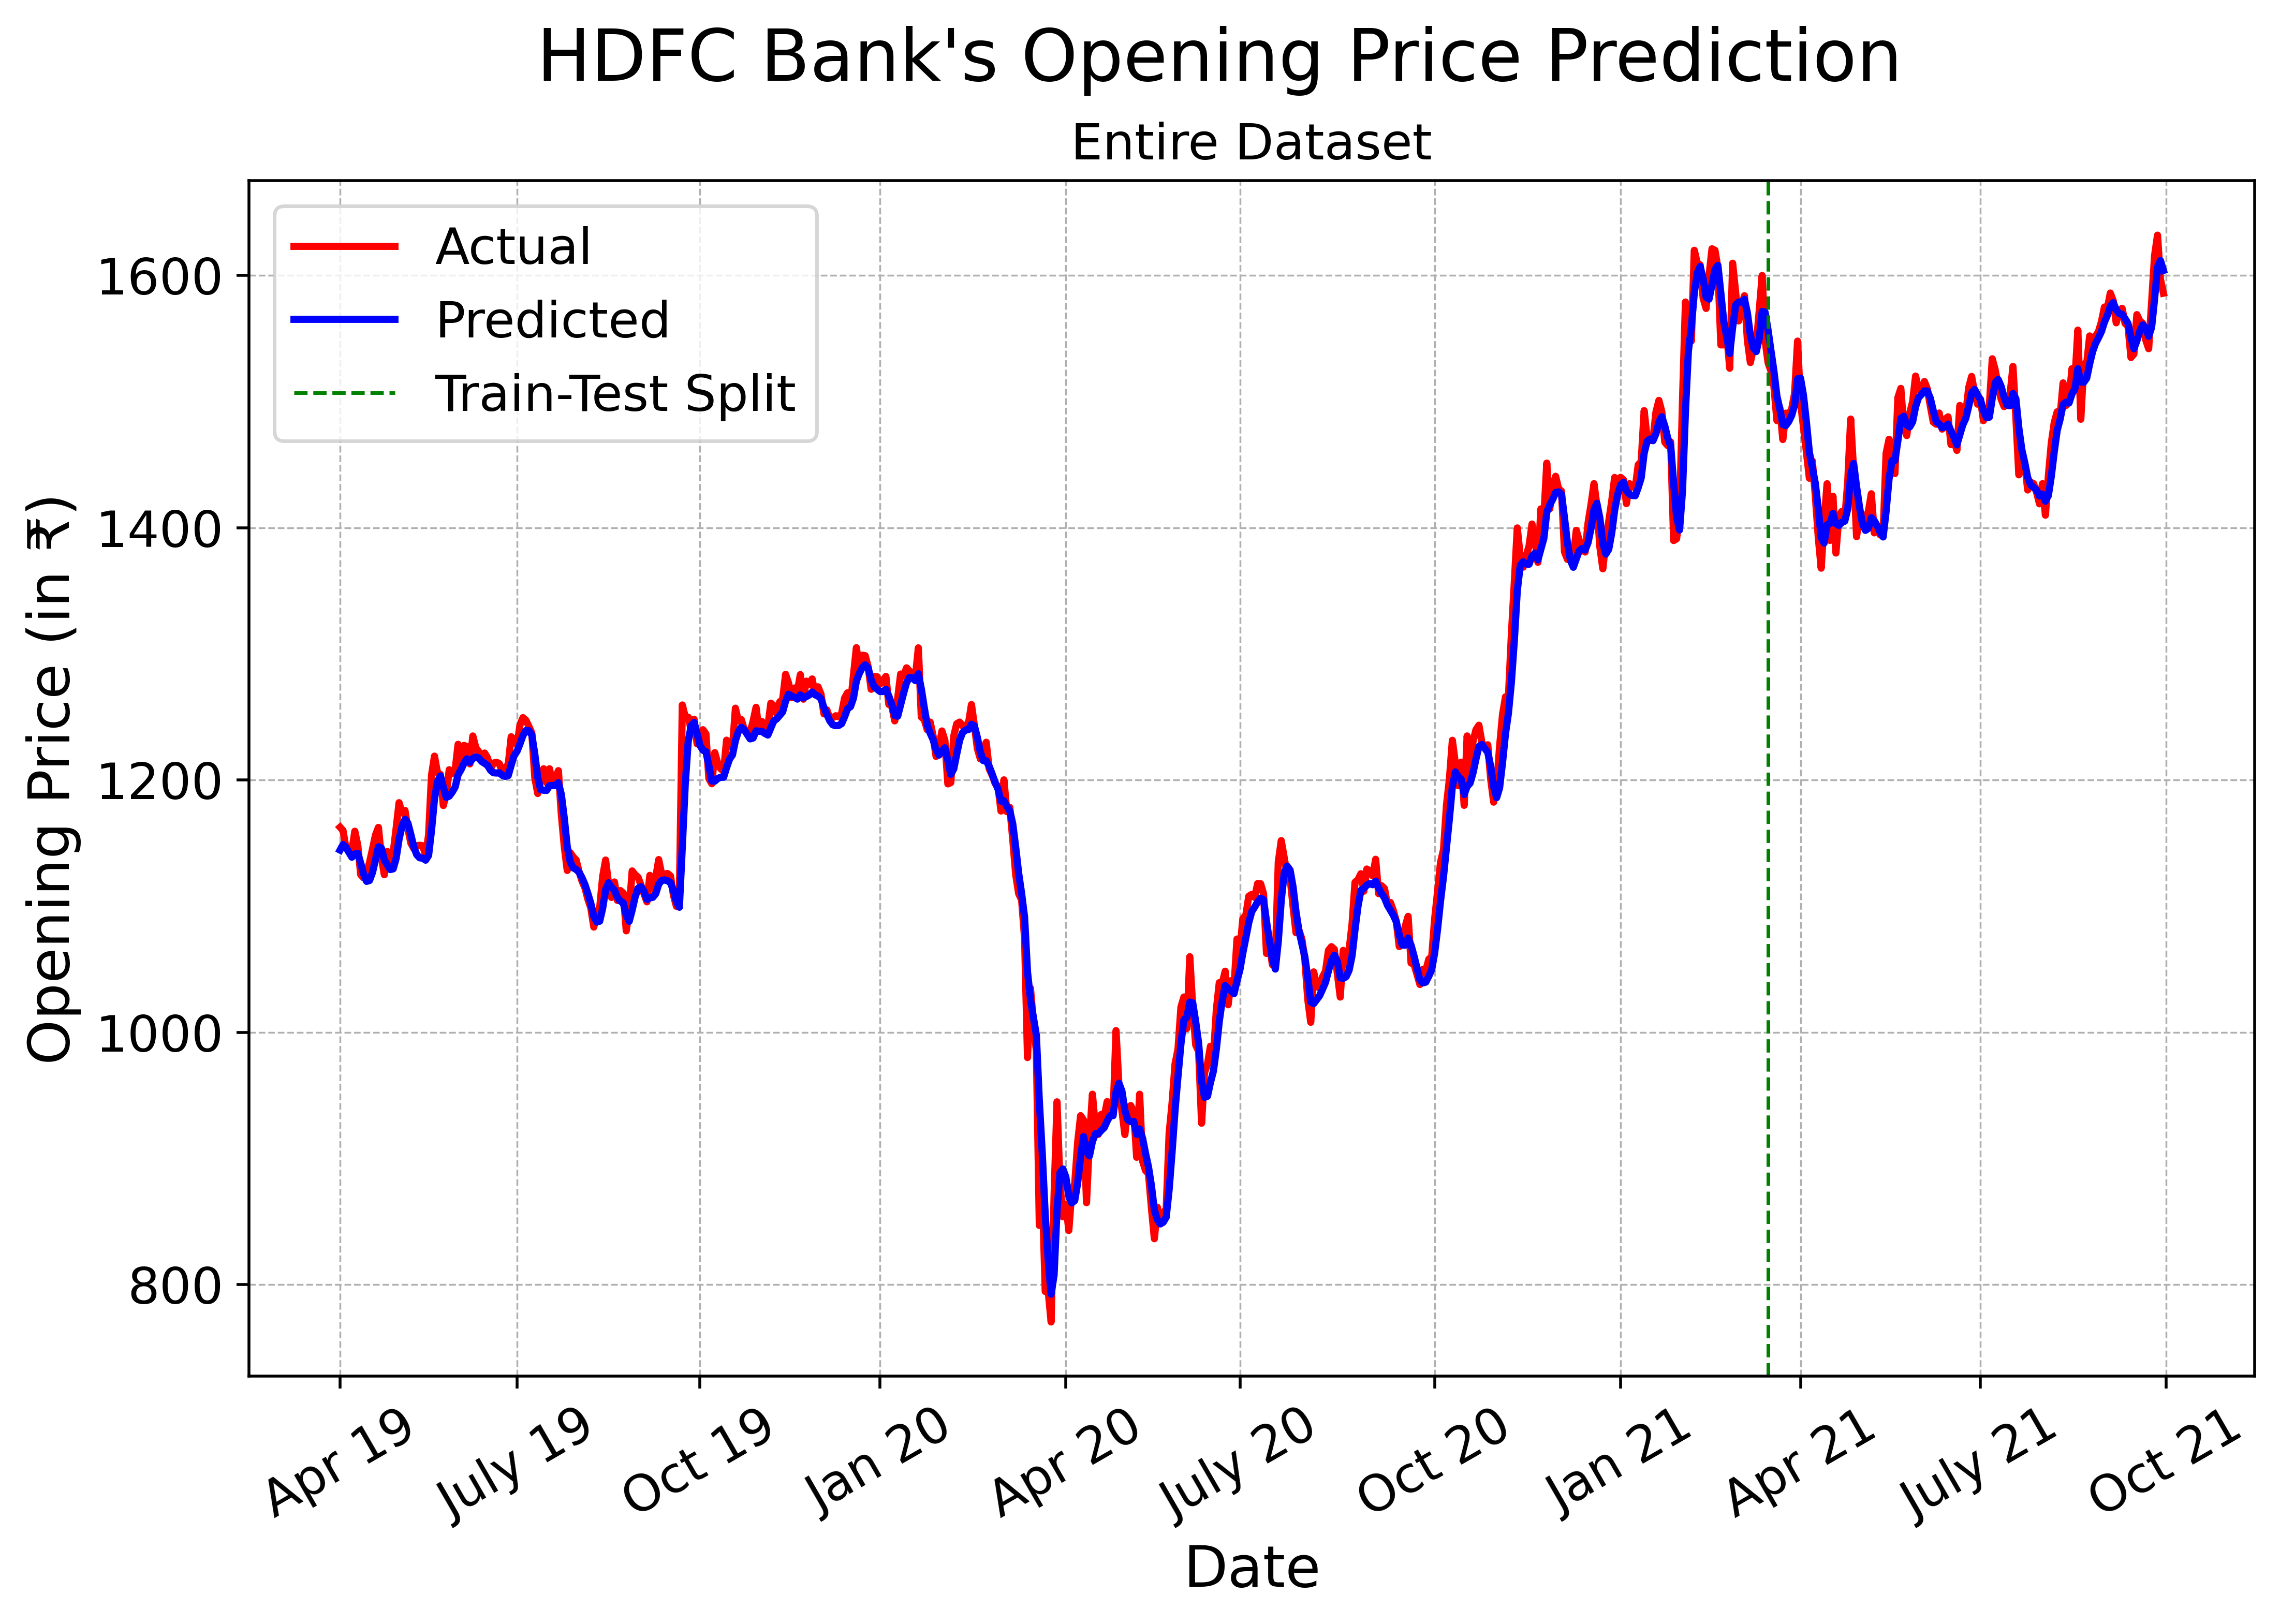 HDFC Bank's Opening Price Prediction
Entire Dataset
Actual
Predicted
Train-Test Split
Opening Price (in ₹)
1600
1400
1200
1000
800
Apr 19
July 19
Oct 19
Jan 20
Apr 20
July 20
Oct 20
Jan 21
Apr 21
July 21
Oct 21
Date